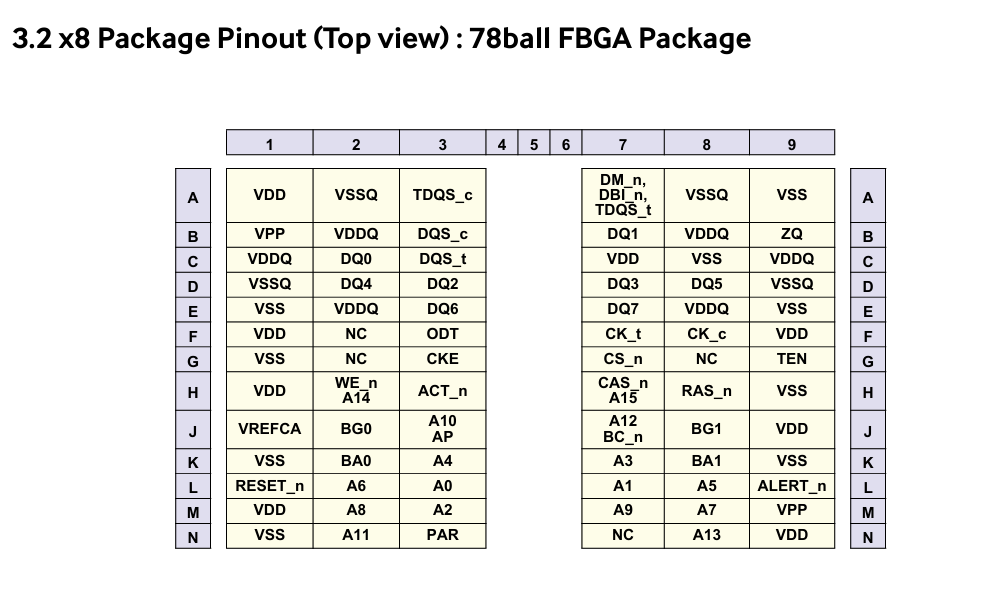 3.2 x8 Package Pinout (Top view) : 78ball FBGA Package
1 2 3 4 5 6 7 8 9
A VDD VSSQ TDQS_c DM_n, DBI_n, TDQS_t VSSQ VSS A
B VPP VDDQ DQS_c DQ1 VDDQ ZQ B
C VDDQ DQ0 DQS_t VDD VSS VDDQ C
D VSSQ DQ4 DQ2 DQ3 DQ5 VSSQ D
E VSS VDDQ DQ6 DQ7 VDDQ VSS E
F VDD NC ODT CK_t CK_c VDD F
G VSS NC CKE CS_n NC TEN G
H VDD WE_n A14 ACT_n CAS_n A15 RAS_n VSS H
J VREFCA BG0 A10 AP A12 BC_n BG1 VDD J
K VSS BA0 A4 A3 BA1 VSS K
L RESET_n A6 A0 A1 A5 ALERT_n L
M VDD A8 A2 A9 A7 VPP M
N VSS A11 PAR NC A13 VDD N